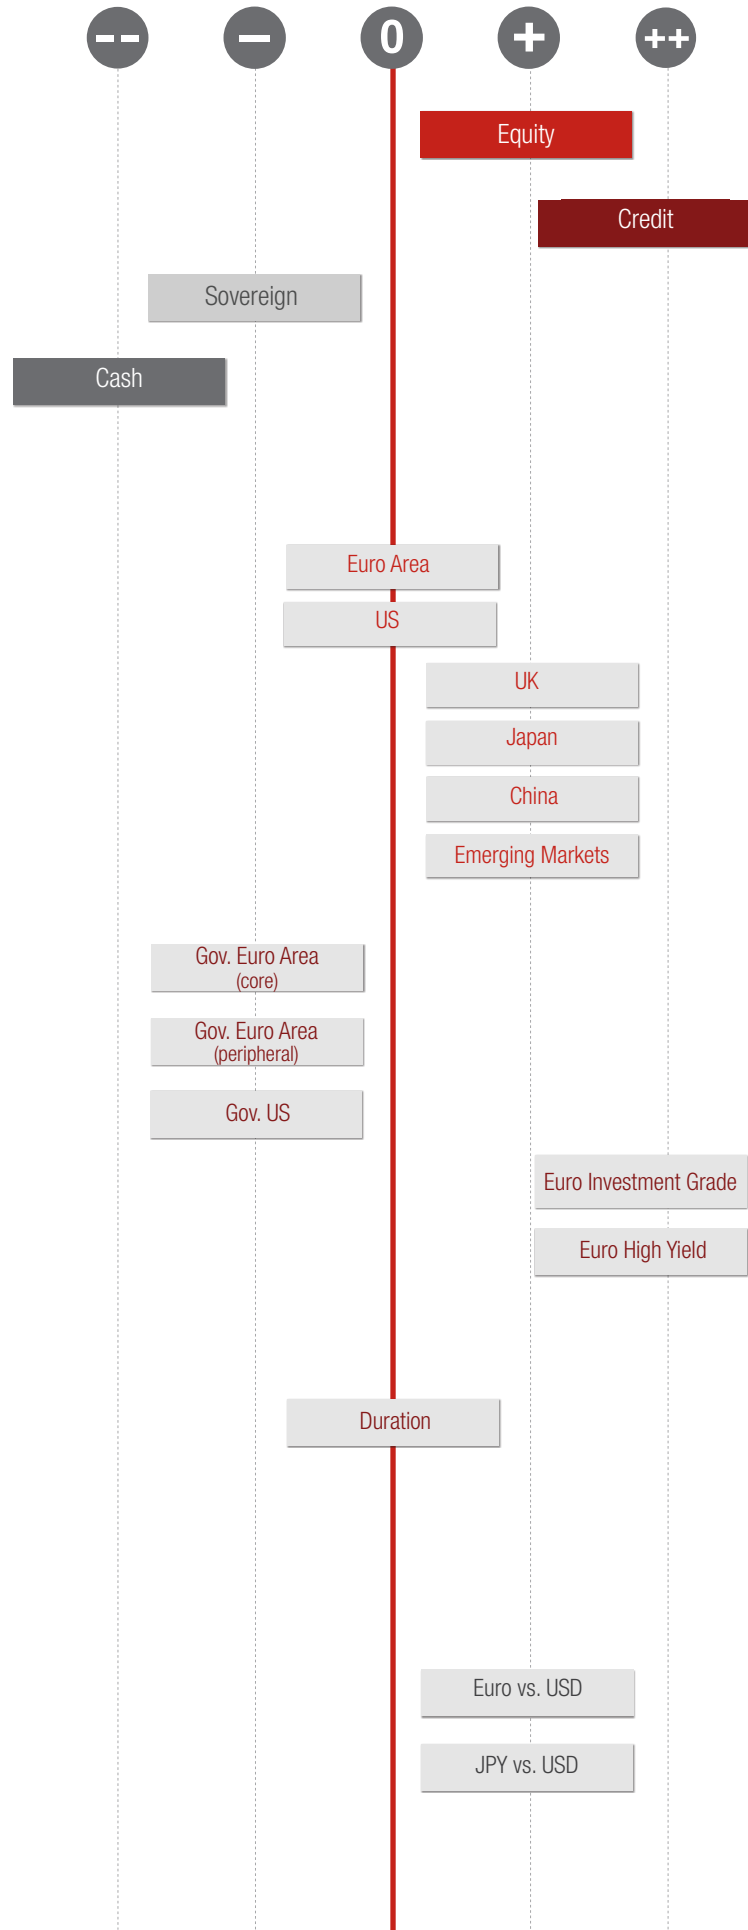 -- - 0 + ++
Equity
Credit
Sovereign
Cash
Euro Area
US
UK
Japan
China
Emerging Markets
Gov. Euro Area
(core)
Gov. Euro Area
(peripheral)
Gov. US
Euro Investment Grade
Euro High Yield
Duration
Euro vs. USD
JPY vs. USD